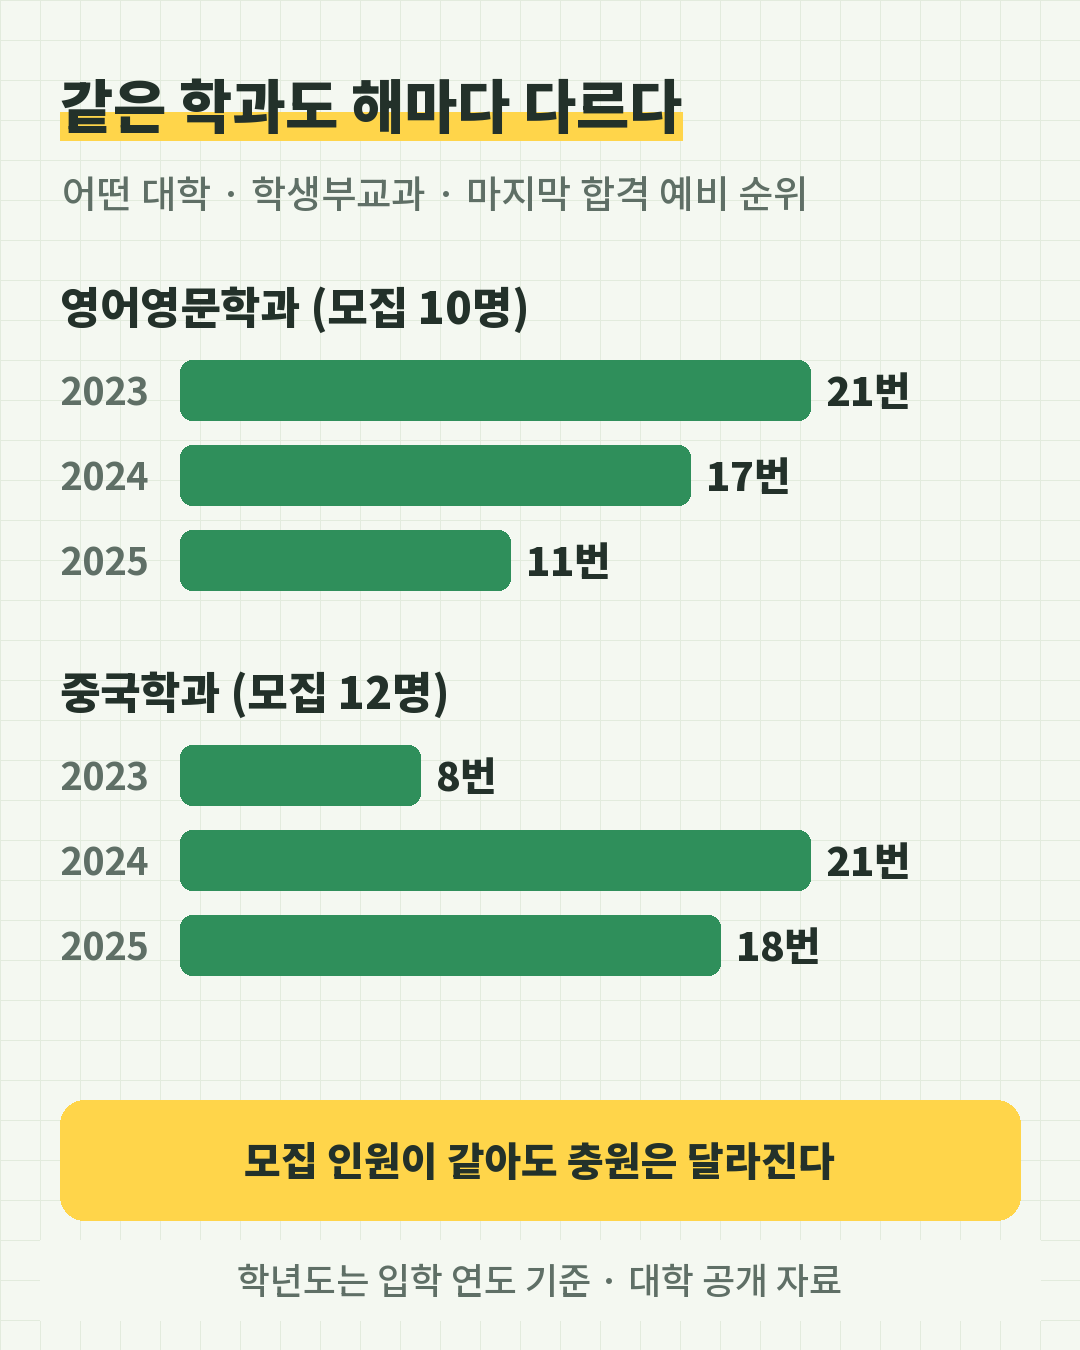 같은 학과도 해마다 다르다
어떤 대학 · 학생부교과 · 마지막 합격 예비 순위
영어영문학과 (모집 10명)
2023 21번
2024 17번
2025 11번
중국학과 (모집 12명)
2023 8번
2024 21번
2025 18번
모집 인원이 같아도 충원은 달라진다
학년도는 입학 연도 기준 · 대학 공개 자료